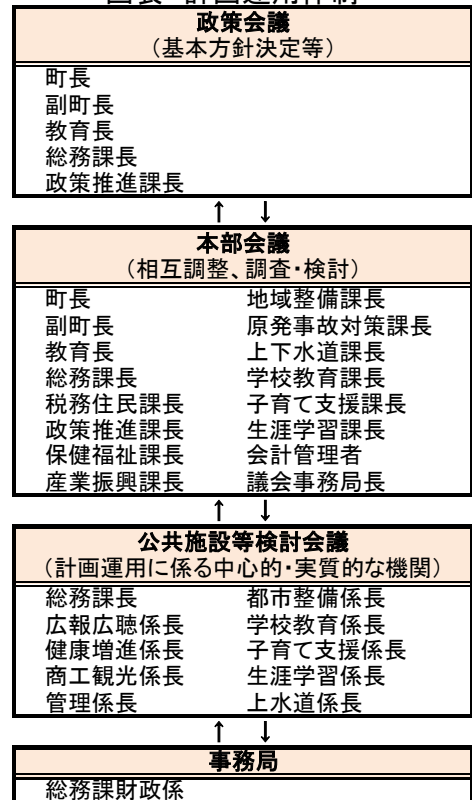 政策会議
(基本方針決定等)
町長
副町長
教育長
総務課長
政策推進課長
↑ ↓
本部会議
(相互調整、調査・検討)
町長 地域整備課長
副町長 原発事故対策課長
教育長 上下水道課長
総務課長 学校教育課長
税務住民課長 子育て支援課長
政策推進課長 生涯学習課長
保健福祉課長 会計管理者
産業振興課長 議会事務局長
↑ ↓
公共施設等検討会議
(計画運用に係る中心的・実質的な機関)
総務課長 都市整備係長
広報広聴係長 学校教育係長
健康増進係長 子育て支援係長
商工観光係長 生涯学習係長
管理係長 上水道係長
↑ ↓
事務局
総務課財政係